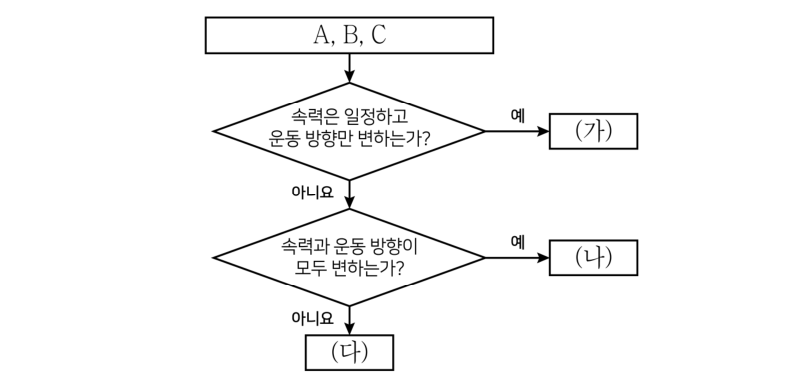 A, B, C
속력은 일정하고
운동 방향만 변하는가?
예
(가)
아니요
속력과 운동 방향이
모두 변하는가?
예
(나)
아니요
(다)